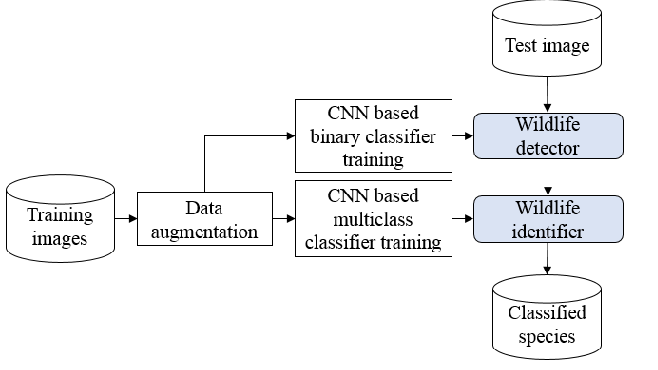 Test image
CNN based
binary classifier
training
Wildlife
detector
Training
images
Data
augmentation
CNN based
multiclass
classifier training
Wildlife
identifier
Classified
species